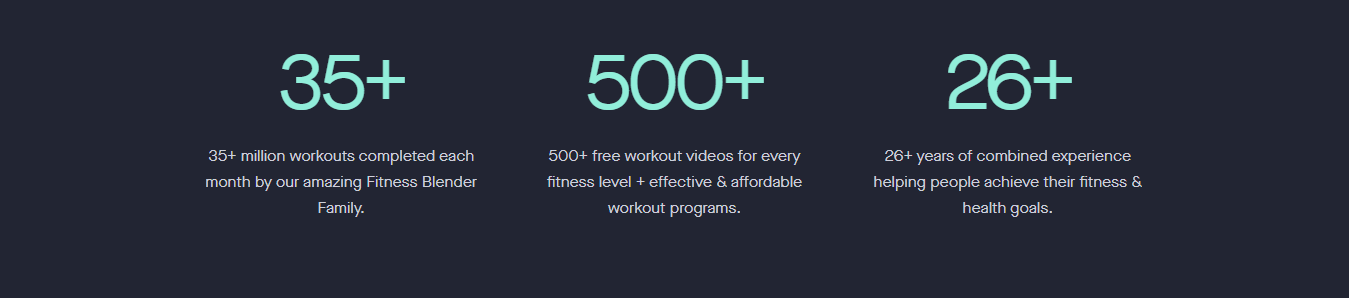 35+
35+ million workouts completed each
month by our amazing Fitness Blender
Family.
500+
500+ free workout videos for every
fitness level + effective & affordable
workout programs.
26+
26+ years of combined experience
helping people achieve their fitness &
health goals.